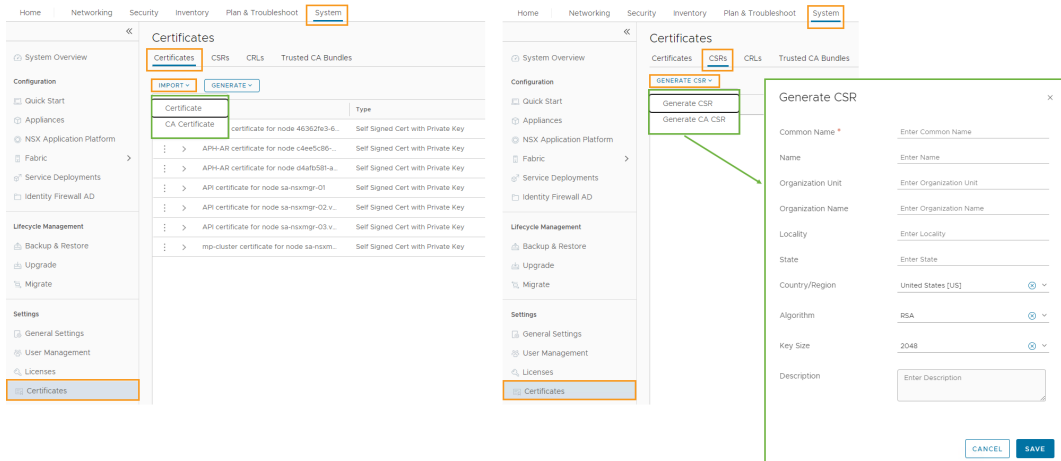 Home Networking Security Inventory Plan & Troubleshoot System
«
Certificates
System Overview
Certificates CSRs CRLs Trusted CA Bundles
Configuration
IMPORT GENERATE
Quick Start
Certificate
Type
Appliances
CA Certificate
certificate for node 46362fe3-6... Self Signed Cert with Private Key
NSX Application Platform
APH-AR certificate for node c4ee5c86-... Self Signed Cert with Private Key
Fabric
APH-AR certificate for node d4afb581-a... Self Signed Cert with Private Key
Service Deployments
API certificate for node sa-nsxmgr-01 Self Signed Cert with Private Key
Identity Firewall AD
API certificate for node sa-nsxmgr-02.v... Self Signed Cert with Private Key
Lifecycle Management
API certificate for node sa-nsxmgr-03.v... Self Signed Cert with Private Key
Backup & Restore
mp-cluster certificate for node sa-nsxm... Self Signed Cert with Private Key
Upgrade
Migrate
Settings
General Settings
User Management
Licenses
Certificates
Home Networking Security Inventory Plan & Troubleshoot System
«
Certificates
System Overview
Certificates CSRs CRLs Trusted CA Bundles
Configuration
GENERATE CSR
Quick Start
Generate CSR
Appliances
Generate CA CSR
NSX Application Platform
Fabric
Service Deployments
Identity Firewall AD
Lifecycle Management
Backup & Restore
Upgrade
Migrate
Settings
General Settings
User Management
Licenses
Certificates
Generate CSR ×
Common Name * Enter Common Name
Name Enter Name
Organization Unit Enter Organization Unit
Organization Name Enter Organization Name
Locality Enter Locality
State Enter State
Country/Region United States [US]
Algorithm RSA
Key Size 2048
Description Enter Description
CANCEL SAVE